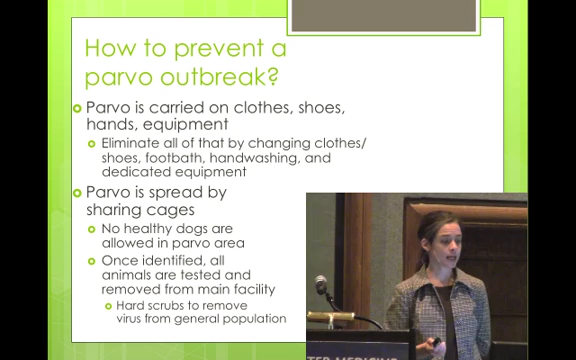 How to prevent a
parvo outbreak?
Parvo is carried on clothes, shoes,
hands, equipment
Eliminate all of that by changing clothes/
shoes, footbath, handwashing, and
dedicated equipment
Parvo is spread by
sharing cages
No healthy dogs are
allowed in parvo area
Once identified, all
animals are tested and
removed from main facility
Hard scrubs to remove
virus from general population
TER MEDICINE